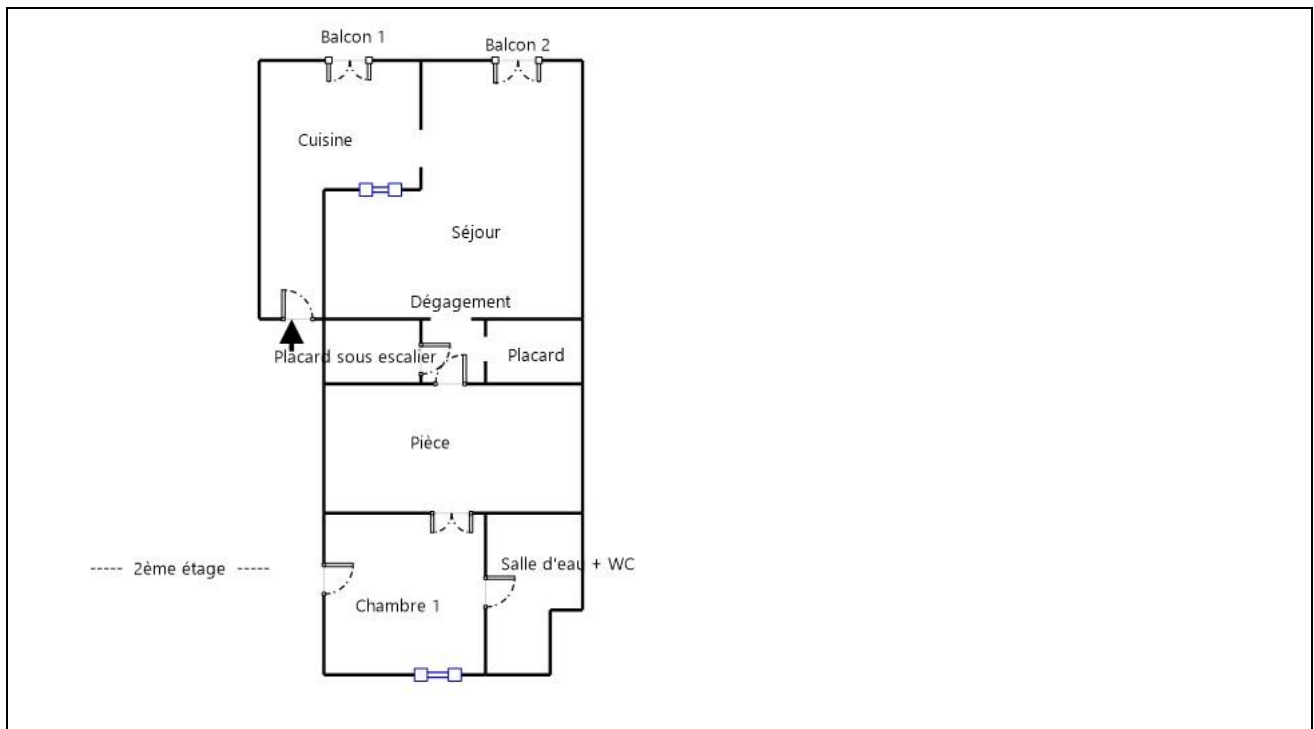 Balcon 1
Balcon 2
Cuisine
Séjour
Dégagement
Placard sous escalier
Placard
Pièce
----- 2ème étage -----
Salle d'eau + WC
Chambre 1